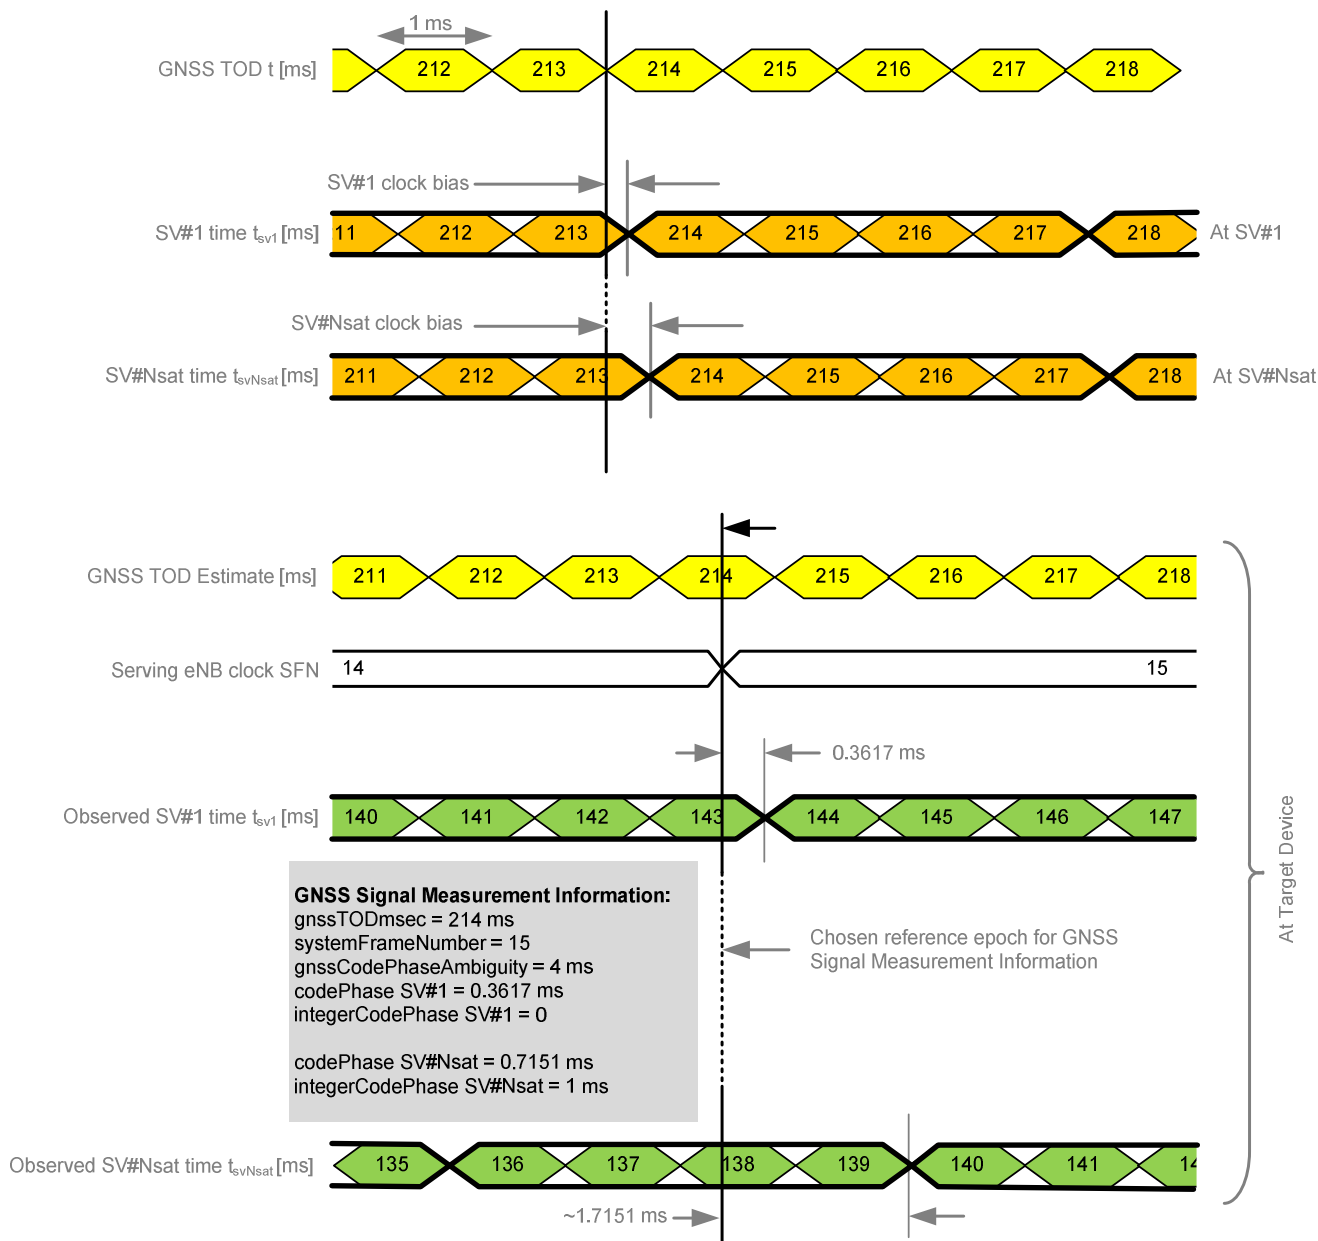 1 ms
GNSS TOD t [ms] 212 213 214 215 216 217 218
SV#1 clock bias
SV#1 time tsv1 [ms] 11 212 213 214 215 216 217 218 At SV#1
SV#Nsat clock bias
SV#Nsat time tsvNsat [ms] 211 212 213 214 215 216 217 218 At SV#Nsat
GNSS TOD Estimate [ms] 211 212 213 214 215 216 217 218
Serving eNB clock SFN 14 15
0.3617 ms
Observed SV#1 time tsv1 [ms] 140 141 142 143 144 145 146 147
At Target Device
GNSS Signal Measurement Information:
gnssTODmsec = 214 ms
systemFrameNumber = 15
gnssCodePhaseAmbiguity = 4 ms
codePhase SV#1 = 0.3617 ms
integerCodePhase SV#1 = 0
codePhase SV#Nsat = 0.7151 ms
integerCodePhase SV#Nsat = 1 ms
Chosen reference epoch for GNSS
Signal Measurement Information
Observed SV#Nsat time tsvNsat [ms] 135 136 137 138 139 140 141 14
~1.7151 ms